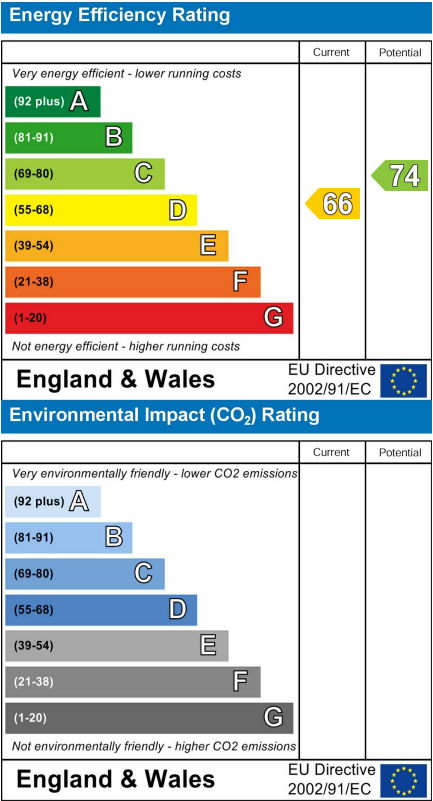 Energy Efficiency Rating
Current Potential
Very energy efficient - lower running costs
(92 plus) A
(81-91) B
(69-80) C
74
(55-68) D
66
(39-54) E
(21-38) F
(1-20) G
Not energy efficient - higher running costs
England & Wales
EU Directive
2002/91/EC
Environmental Impact (CO₂) Rating
Current Potential
Very environmentally friendly - lower CO2 emissions
(92 plus) A
(81-91) B
(69-80) C
(55-68) D
(39-54) E
(21-38) F
(1-20) G
Not environmentally friendly - higher CO2 emissions
England & Wales
EU Directive
2002/91/EC